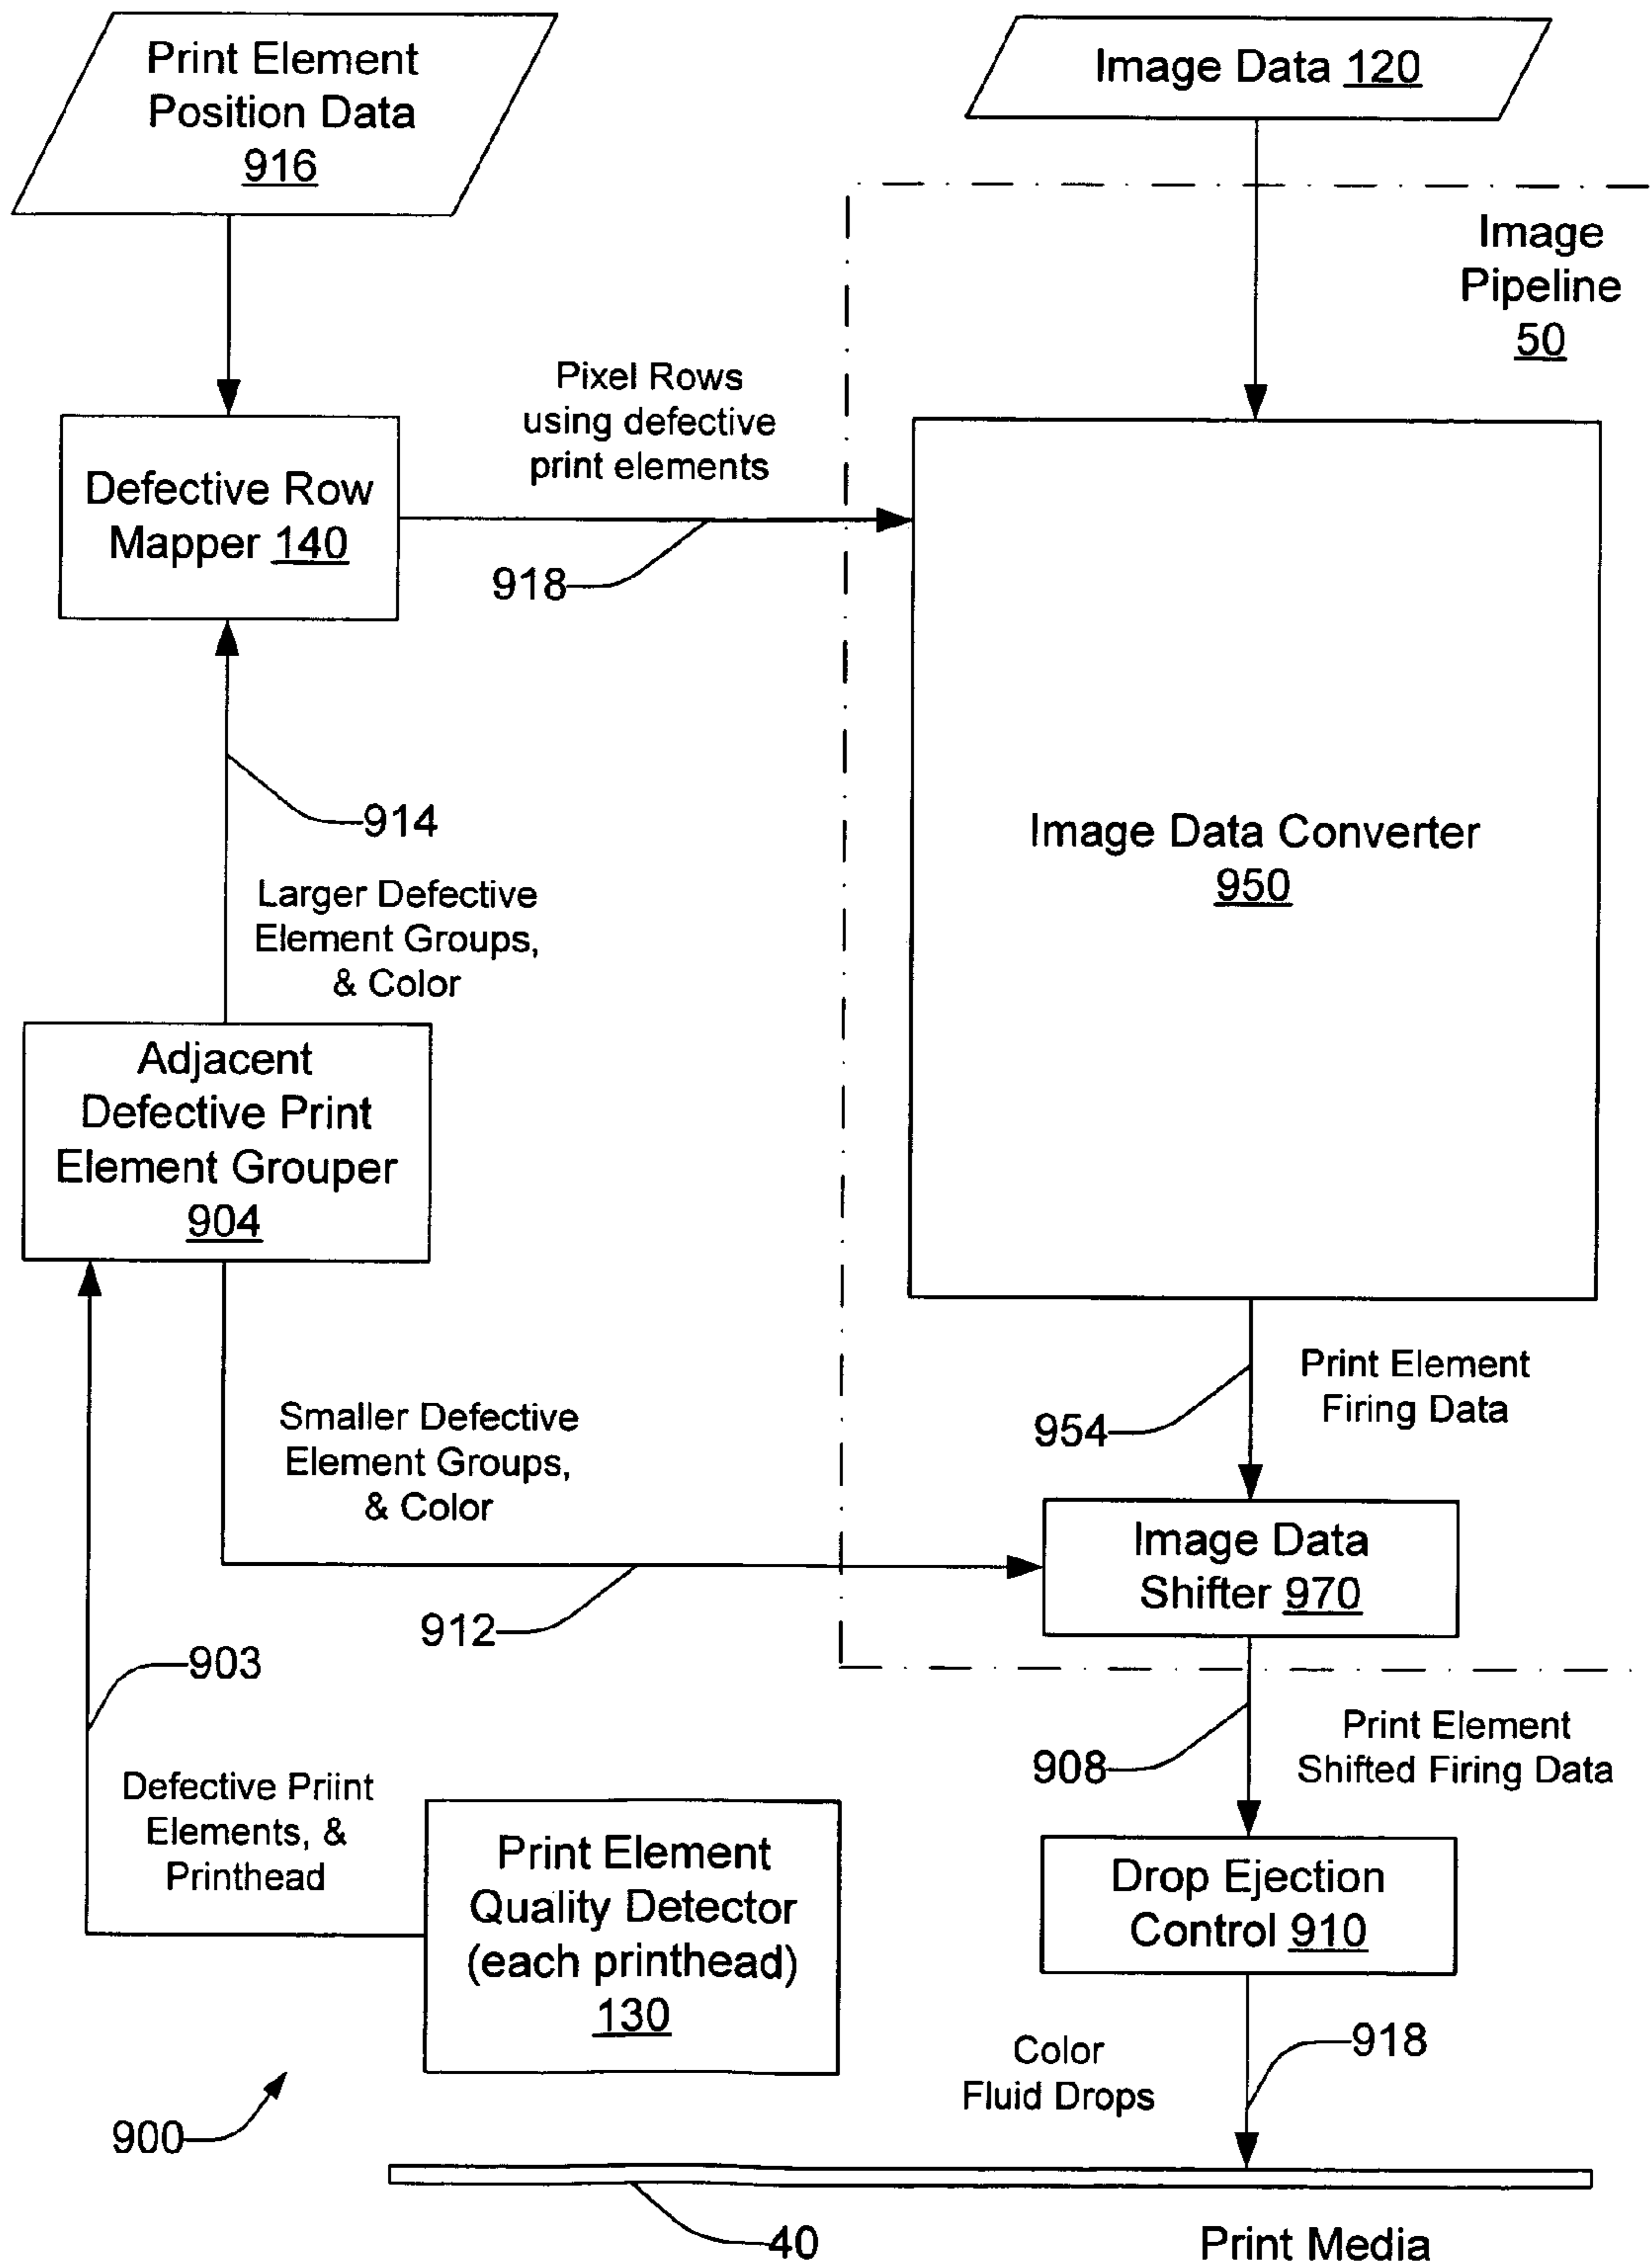 Print Element
Position Data
916
Image Data 120
Image
Pipeline
50
Pixel Rows
using defective
print elements
Defective Row
Mapper 140
918
914
Image Data Converter
950
Larger Defective
Element Groups,
& Color
Adjacent
Defective Print
Element Grouper
904
Print Element
Firing Data
954
Smaller Defective
Element Groups,
& Color
Image Data
Shifter 970
912
903
908
Print Element
Shifted Firing Data
Defective Priint
Elements, &
Printhead
Print Element
Quality Detector
(each printhead)
130
Drop Ejection
Control 910
918
Color
Fluid Drops
900
40
Print Media